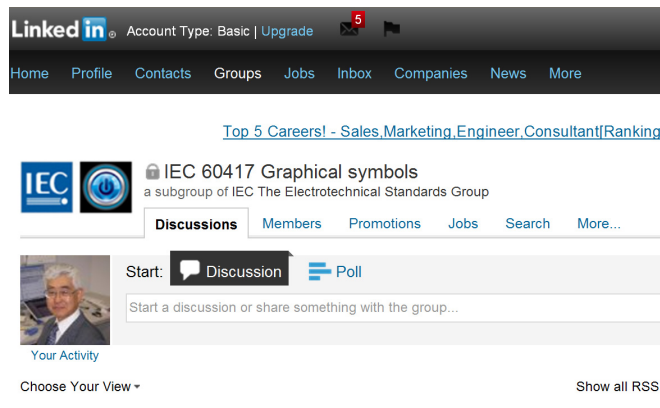 Linked in ® Account Type: Basic | Upgrade 5
Home Profile Contacts Groups Jobs Inbox Companies News More
Top 5 Careers! - Sales,Marketing,Engineer,Consultant[Ranking
IEC IEC 60417 Graphical symbols
a subgroup of IEC The Electrotechnical Standards Group
Discussions Members Promotions Jobs Search More...
Start: Discussion Poll
Start a discussion or share something with the group...
Your Activity
Choose Your View Show all RSS